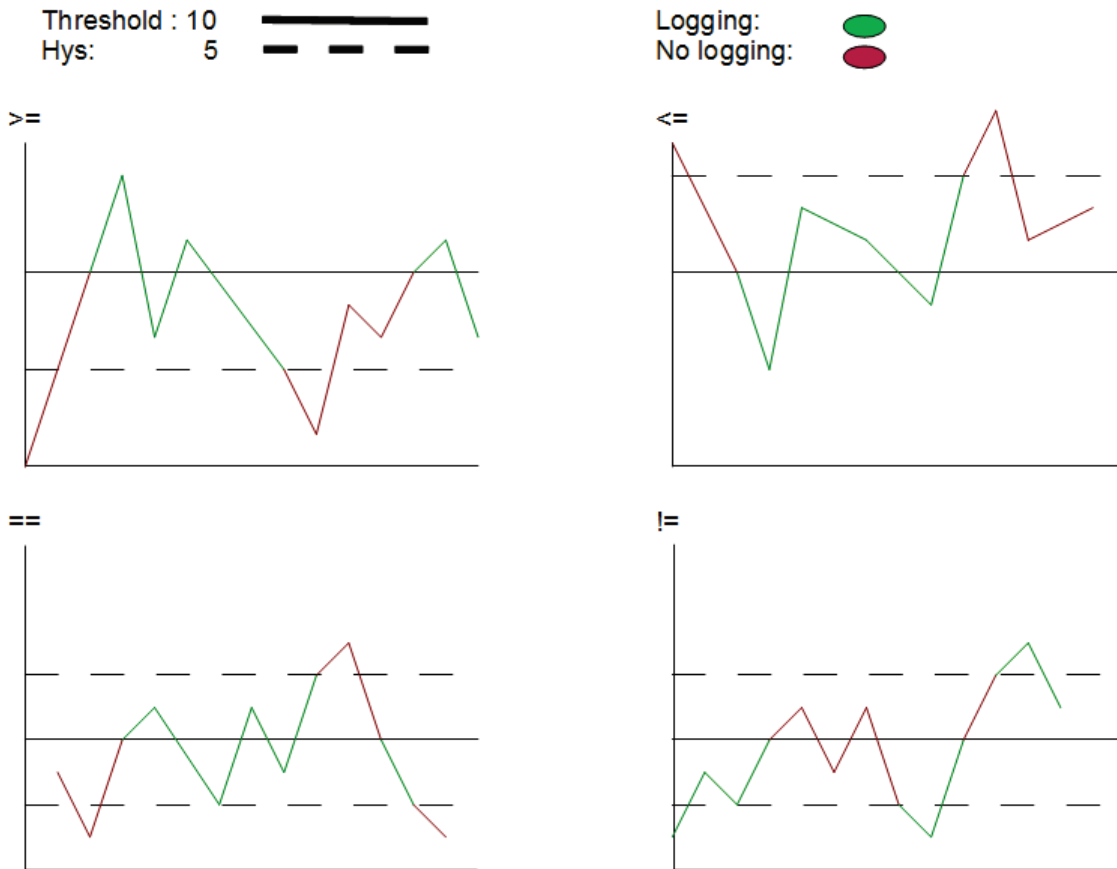 Threshold : 10
Hys: 5
Logging:
No logging:
>=
<=
==
!=